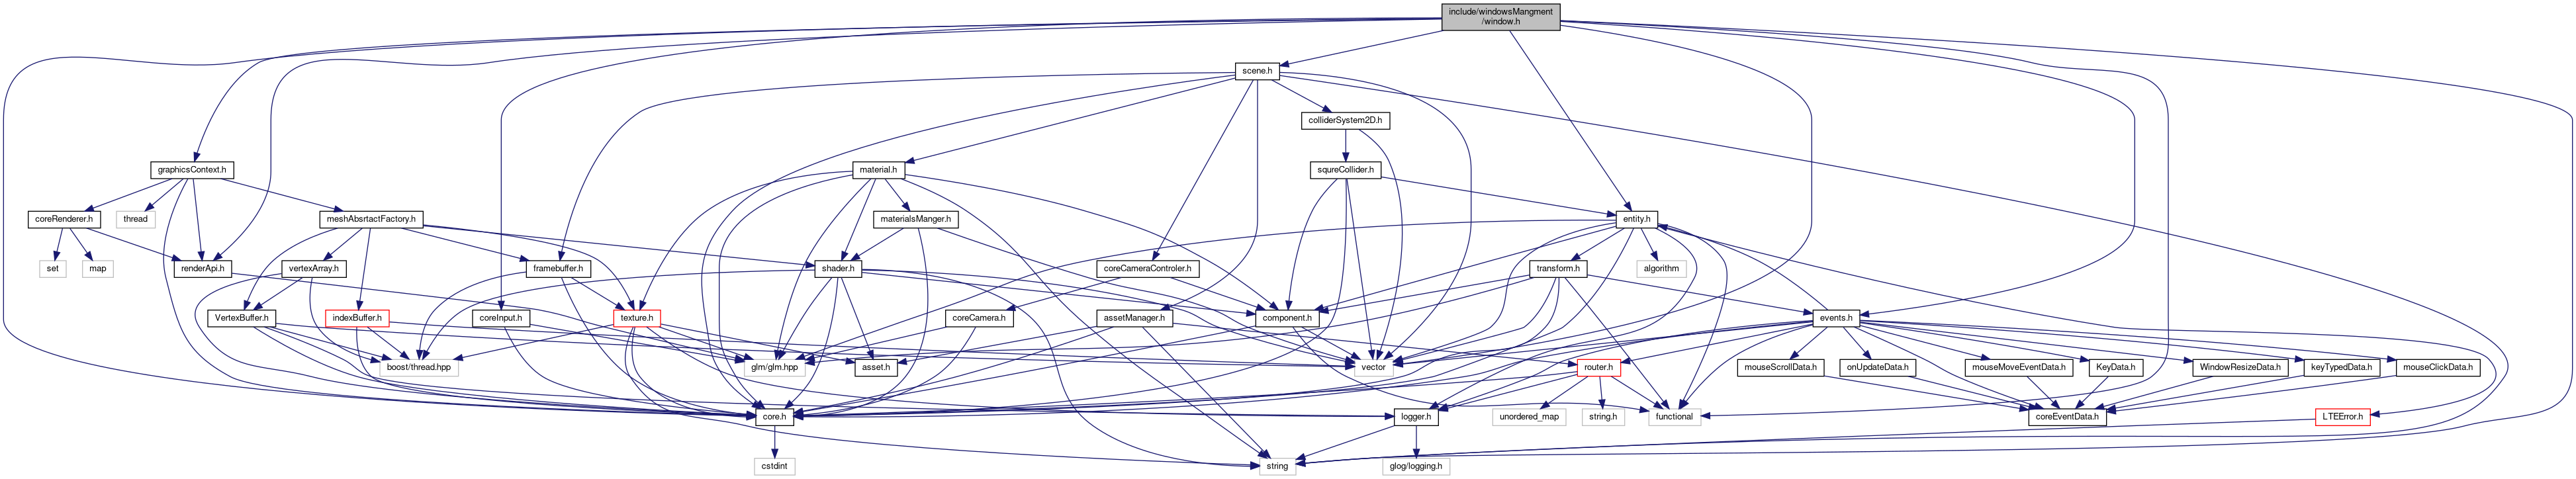 include/windowsMangment
/window.h
scene.h
colliderSystem2D.h
graphicsContext.h
material.h
squreCollider.h
coreRenderer.h
thread
meshAbsrtactFactory.h
materialsManger.h
entity.h
set
map
renderApi.h
vertexArray.h
framebuffer.h
shader.h
coreCameraControler.h
transform.h
algorithm
VertexBuffer.h
indexBuffer.h
coreInput.h
texture.h
coreCamera.h
assetManager.h
component.h
events.h
boost/thread.hpp
glm/glm.hpp
asset.h
vector
router.h
mouseScrollData.h
onUpdateData.h
mouseMoveEventData.h
KeyData.h
WindowResizeData.h
keyTypedData.h
mouseClickData.h
core.h
logger.h
unordered_map
string.h
functional
coreEventData.h
LTEError.h
cstdint
string
glog/logging.h